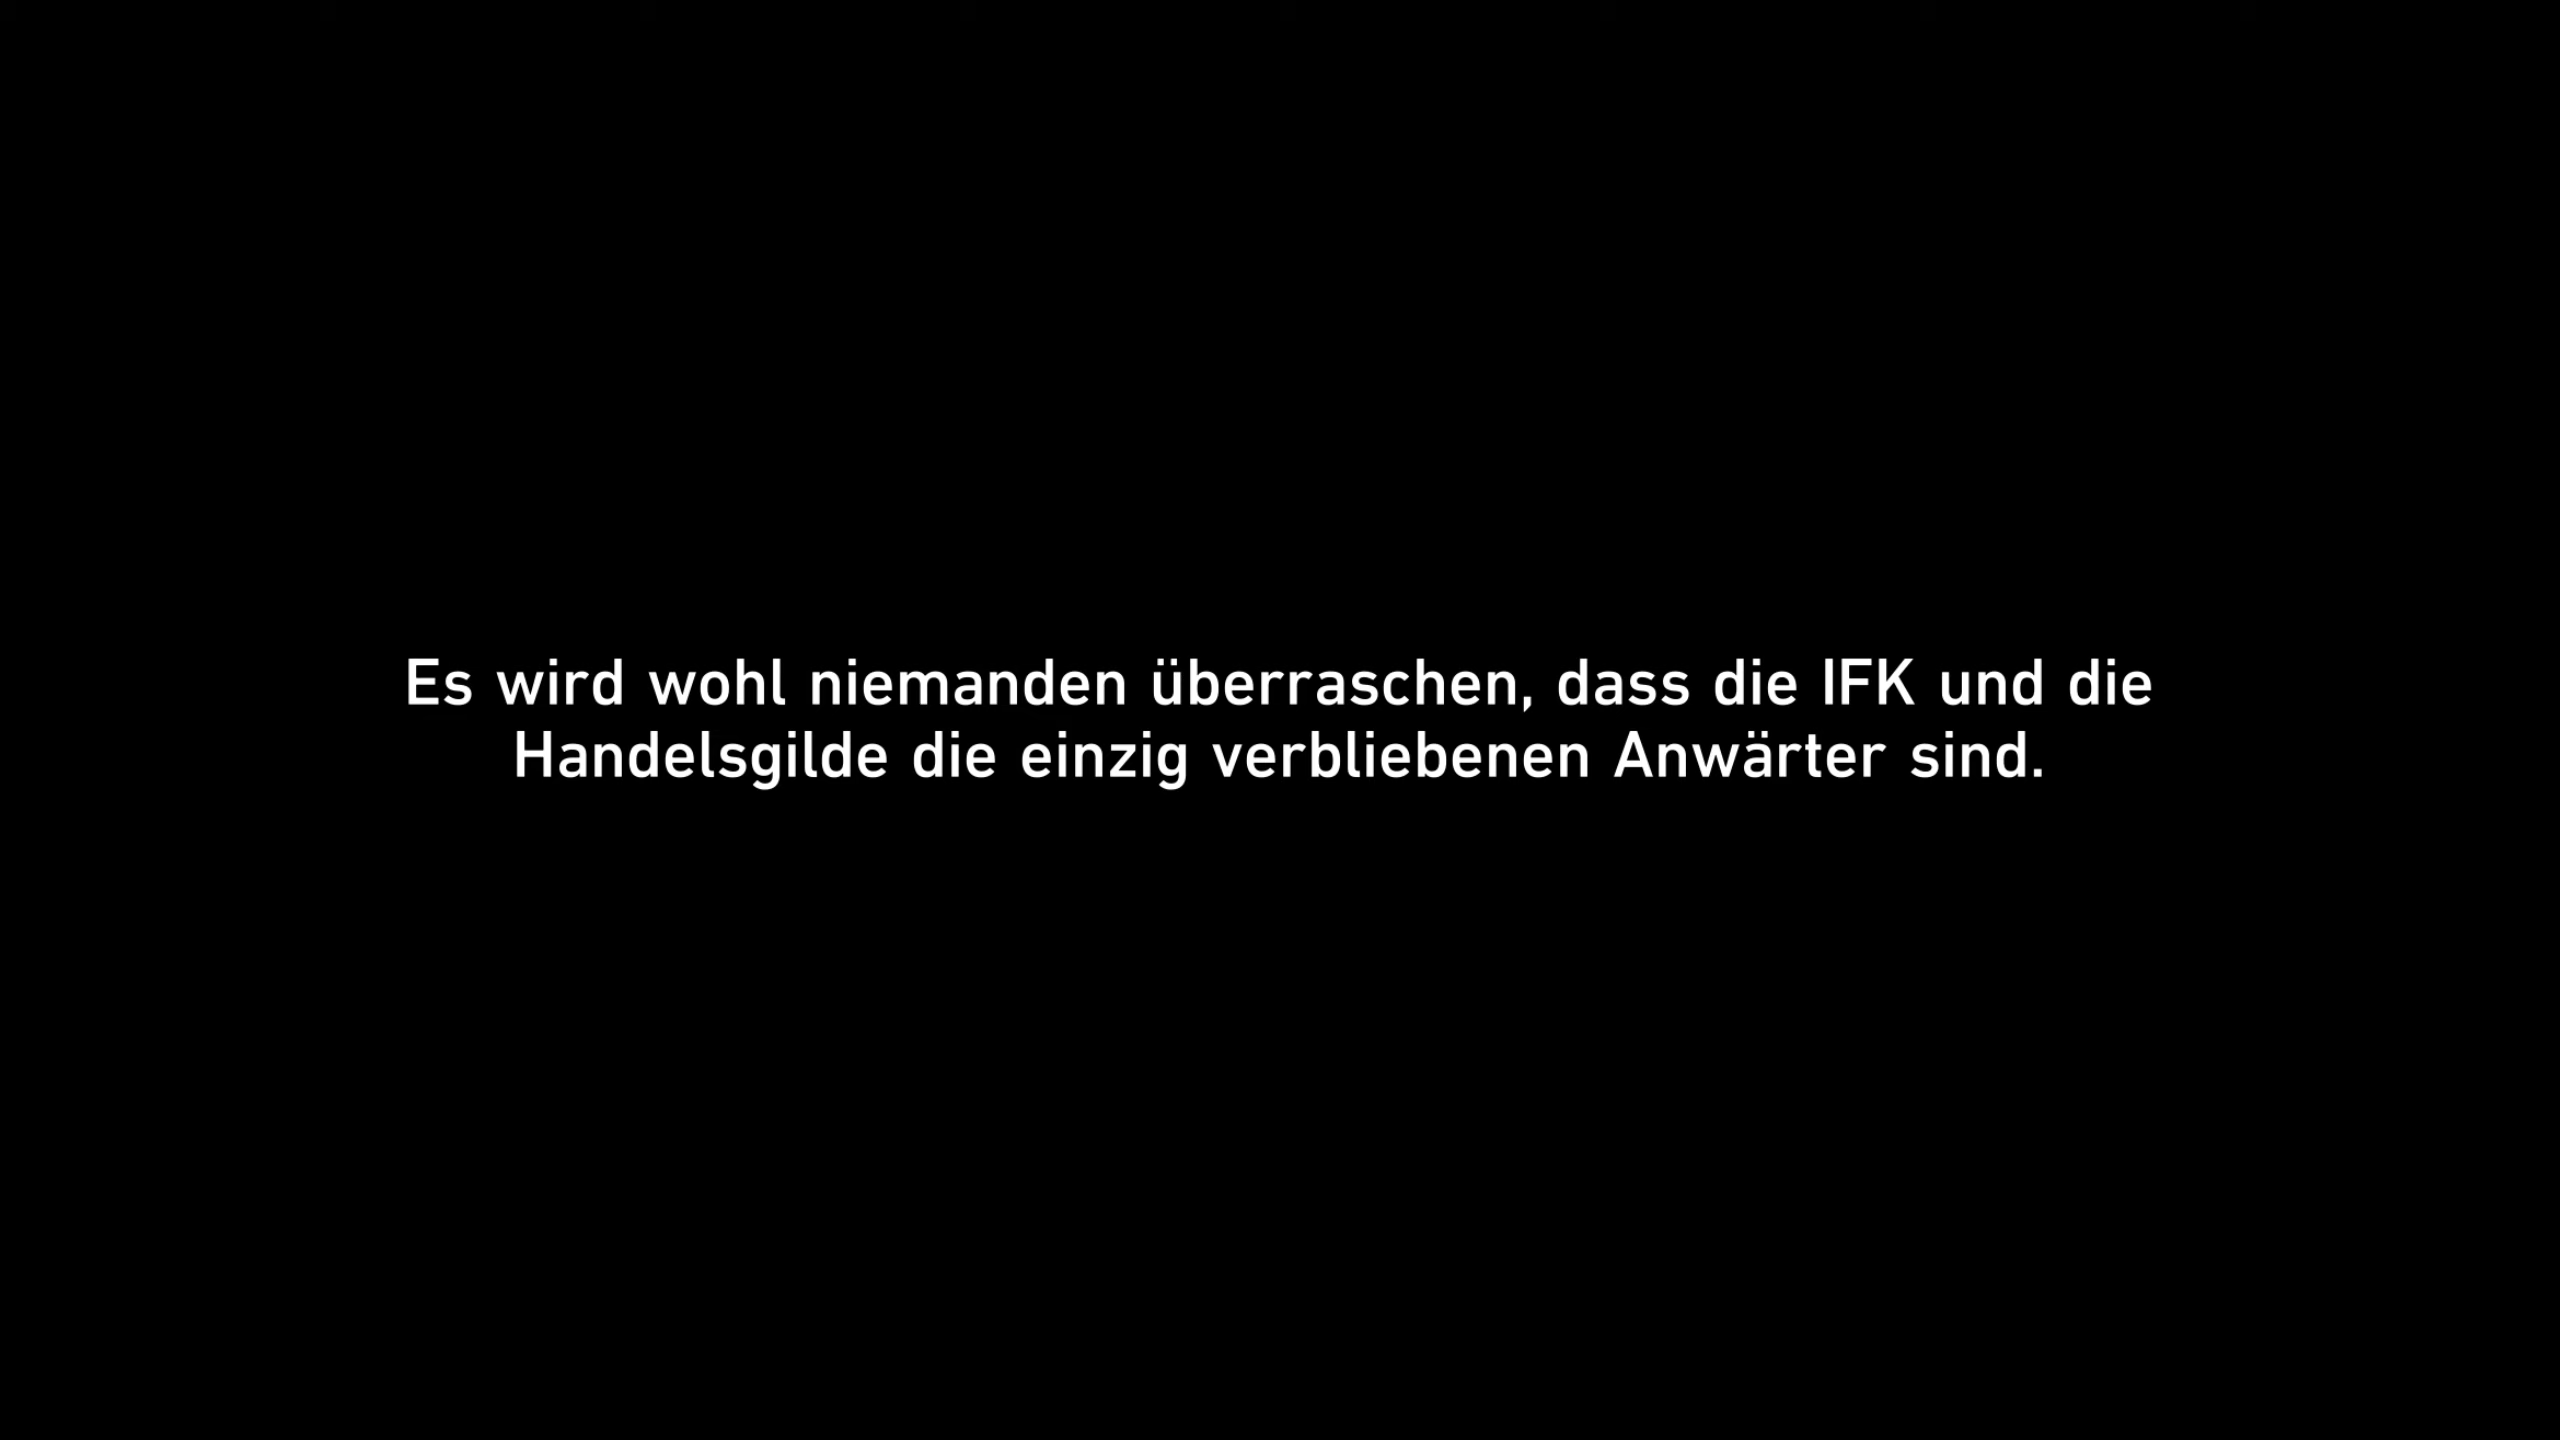 Es wird wohl niemanden überraschen, dass die IFK und die
Handelsgilde die einzig verbliebenen Anwärter sind.